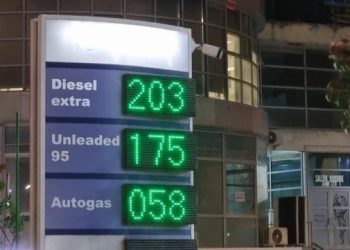 Diesel
extra
203
Unleaded
95
175
Autogas
058